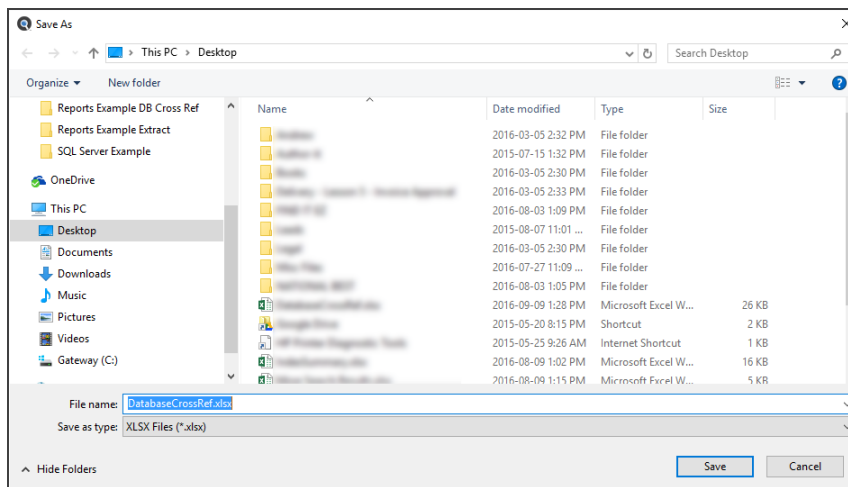 Save As
This PC > Desktop
Search Desktop
Organize
New folder
Reports Example DB Cross Ref
Reports Example Extract
SQL Server Example
OneDrive
This PC
Desktop
Documents
Downloads
Music
Pictures
Videos
Gateway (C:)
Name Date modified Type Size
2016-03-05 2:32 PM File folder
2015-07-15 1:32 PM File folder
2016-03-05 2:30 PM File folder
2016-03-05 2:33 PM File folder
2016-08-03 1:09 PM File folder
2015-08-07 11:01 ... File folder
2016-03-05 2:30 PM File folder
2016-07-27 11:09 ... File folder
2016-08-03 1:05 PM File folder
2016-09-09 1:28 PM Microsoft Excel W... 26 KB
2015-05-20 8:15 PM Shortcut 2 KB
2015-05-25 9:26 AM Internet Shortcut 1 KB
2016-08-09 1:02 PM Microsoft Excel W... 16 KB
2016-08-09 1:15 PM Microsoft Excel W... 5 KB
File name: DatabaseCrossRef.xlsx
Save as type: XLSX Files (*.xlsx)
Hide Folders
Save
Cancel